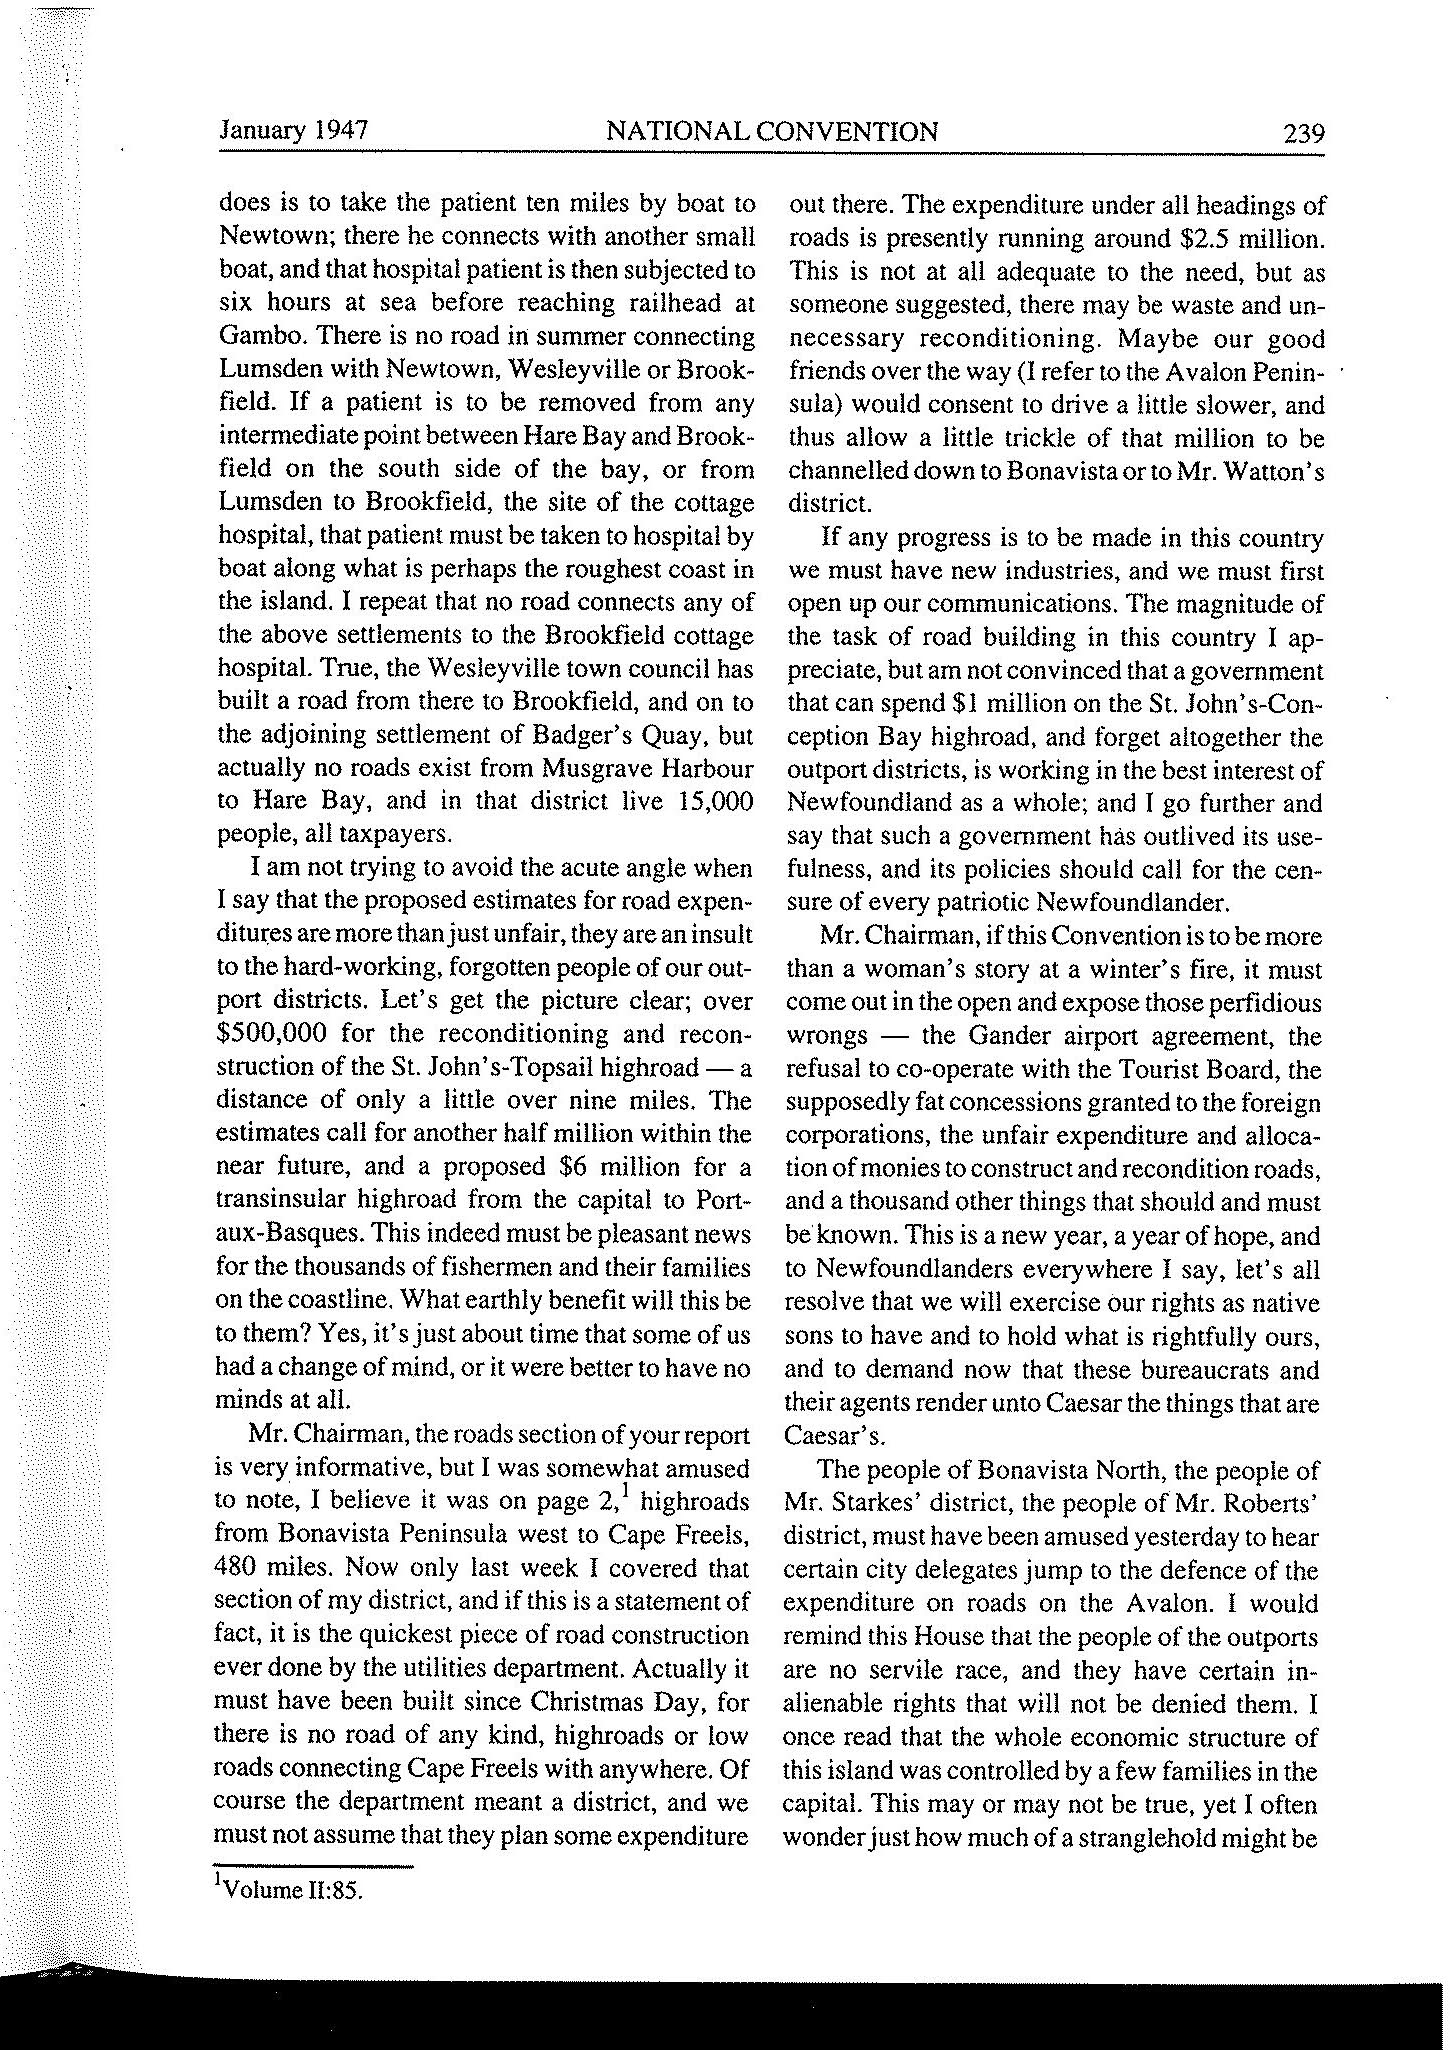 January 1947
NATIONAL CONVENTION
239
does is to take the patient ten miles by boat to
Newtown; there he connects with another small
boat, and that hospital patient is then subjected to
six hours at sea before reaching railhead at
Gambo. There is no road in summer connecting
Lumsden with Newtown, Wesleyville or Brook-
field. If a patient is to be removed from any
intermediate point between Hare Bay and Brook-
field on the south side of the bay, or from
Lumsden to Brookfield, the site of the cottage
hospital, that patient must be taken to hospital by
boat along what is perhaps the roughest coast in
the island. I repeat that no road connects any of
the above settlements to the Brookfield cottage
hospital. True, the Wesleyville town council has
built a road from there to Brookfield, and on to
the adjoining settlement of Badger's Quay, but
actually no roads exist from Musgrave Harbour
to Hare Bay, and in that district live 15,000
people, all taxpayers.
I am not trying to avoid the acute angle when
I say that the proposed estimates for road expen-
ditures are more than just unfair, they are an insult
to the hard-working, forgotten people of our out-
port districts. Let's get the picture clear; over
$500,000 for the reconditioning and recon-
struction of the St. John's-Topsail highroad — a
distance of only a little over nine miles. The
estimates call for another half million within the
near future, and a proposed $6 million for a
transinsular highroad from the capital to Port-
aux-Basques. This indeed must be pleasant news
for the thousands of fishermen and their families
on the coastline. What earthly benefit will this be
to them? Yes, it's just about time that some of us
had a change of mind, or it were better to have no
minds at all.
Mr. Chairman, the roads section of your report
is very informative, but I was somewhat amused
to note, I believe it was on page 2,¹ highroads
from Bonavista Peninsula west to Cape Freels,
480 miles. Now only last week I covered that
section of my district, and if this is a statement of
fact, it is the quickest piece of road construction
ever done by the utilities department. Actually it
must have been built since Christmas Day, for
there is no road of any kind, highroads or low
roads connecting Cape Freels with anywhere. Of
course the department meant a district, and we
must not assume that they plan some expenditure
¹Volume II:85.
out there. The expenditure under all headings of
roads is presently running around $2.5 million.
This is not at all adequate to the need, but as
someone suggested, there may be waste and un-
necessary reconditioning. Maybe our good
friends over the way (I refer to the Avalon Penin-
sula) would consent to drive a little slower, and
thus allow a little trickle of that million to be
channelled down to Bonavista or to Mr. Watton's
district.
If any progress is to be made in this country
we must have new industries, and we must first
open up our communications. The magnitude of
the task of road building in this country I ap-
preciate, but am not convinced that a government
that can spend $1 million on the St. John's-Con-
ception Bay highroad, and forget altogether the
outport districts, is working in the best interest of
Newfoundland as a whole; and I go further and
say that such a government has outlived its use-
fulness, and its policies should call for the cen-
sure of every patriotic Newfoundlander.
Mr. Chairman, if this Convention is to be more
than a woman's story at a winter's fire, it must
come out in the open and expose those perfidious
wrongs — the Gander airport agreement, the
refusal to co-operate with the Tourist Board, the
supposedly fat concessions granted to the foreign
corporations, the unfair expenditure and alloca-
tion of monies to construct and recondition roads,
and a thousand other things that should and must
be known. This is a new year, a year of hope, and
to Newfoundlanders everywhere I say, let's all
resolve that we will exercise our rights as native
sons to have and to hold what is rightfully ours,
and to demand now that these bureaucrats and
their agents render unto Caesar the things that are
Caesar's.
The people of Bonavista North, the people of
Mr. Starkes' district, the people of Mr. Roberts'
district, must have been amused yesterday to hear
certain city delegates jump to the defence of the
expenditure on roads on the Avalon. I would
remind this House that the people of the outports
are no servile race, and they have certain in-
alienable rights that will not be denied them. I
once read that the whole economic structure of
this island was controlled by a few families in the
capital. This may or may not be true, yet I often
wonder just how much of a stranglehold might be